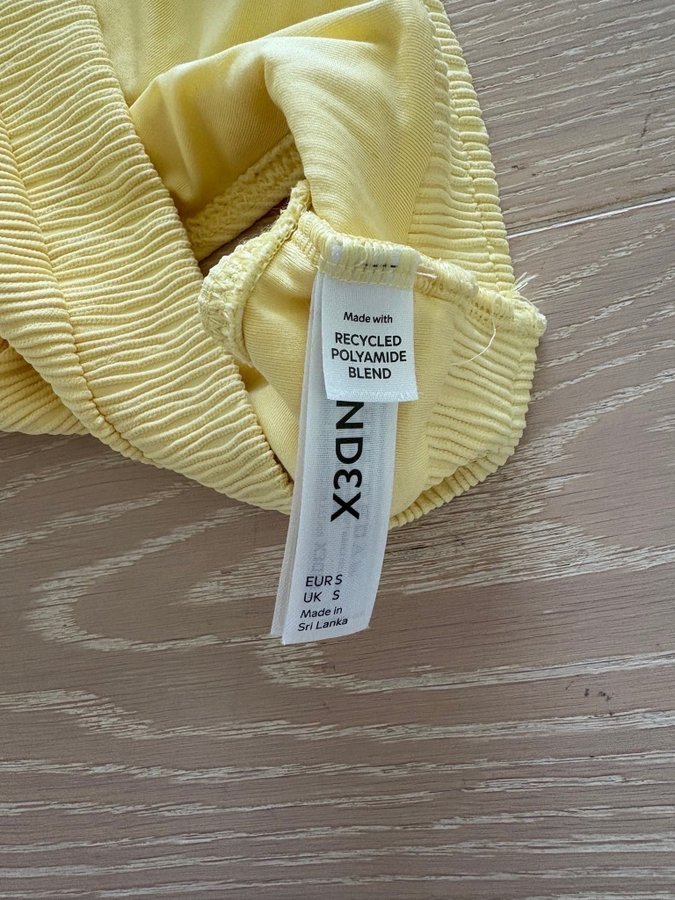 Made with
RECYCLED
POLYAMIDE
BLEND
NDEX
EUR S
UK S
Made in
Sri Lanka